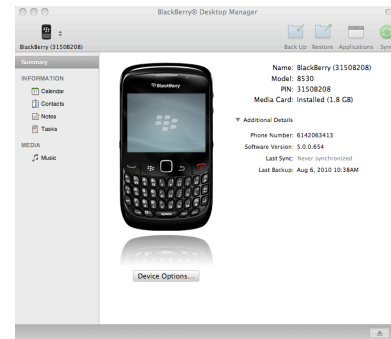 BlackBerry® Desktop Manager
BlackBerry (3150B208)
Back Up Restore Applications Sync
Summary
INFORMATION
Calendar
Contacts
Notes
Tasks
MEDIA
Music
BlackBerry
Name: BlackBerry (3150B208)
Model: 8530
PIN: 3150B208
Media Card: Installed (1.8 GB)
Additional Details
Phone Number: 6142063413
Software Version: 5.0.0.654
Last Sync: Never synchronized
Last Backup: Aug 6, 2010 10:38AM
Device Options...